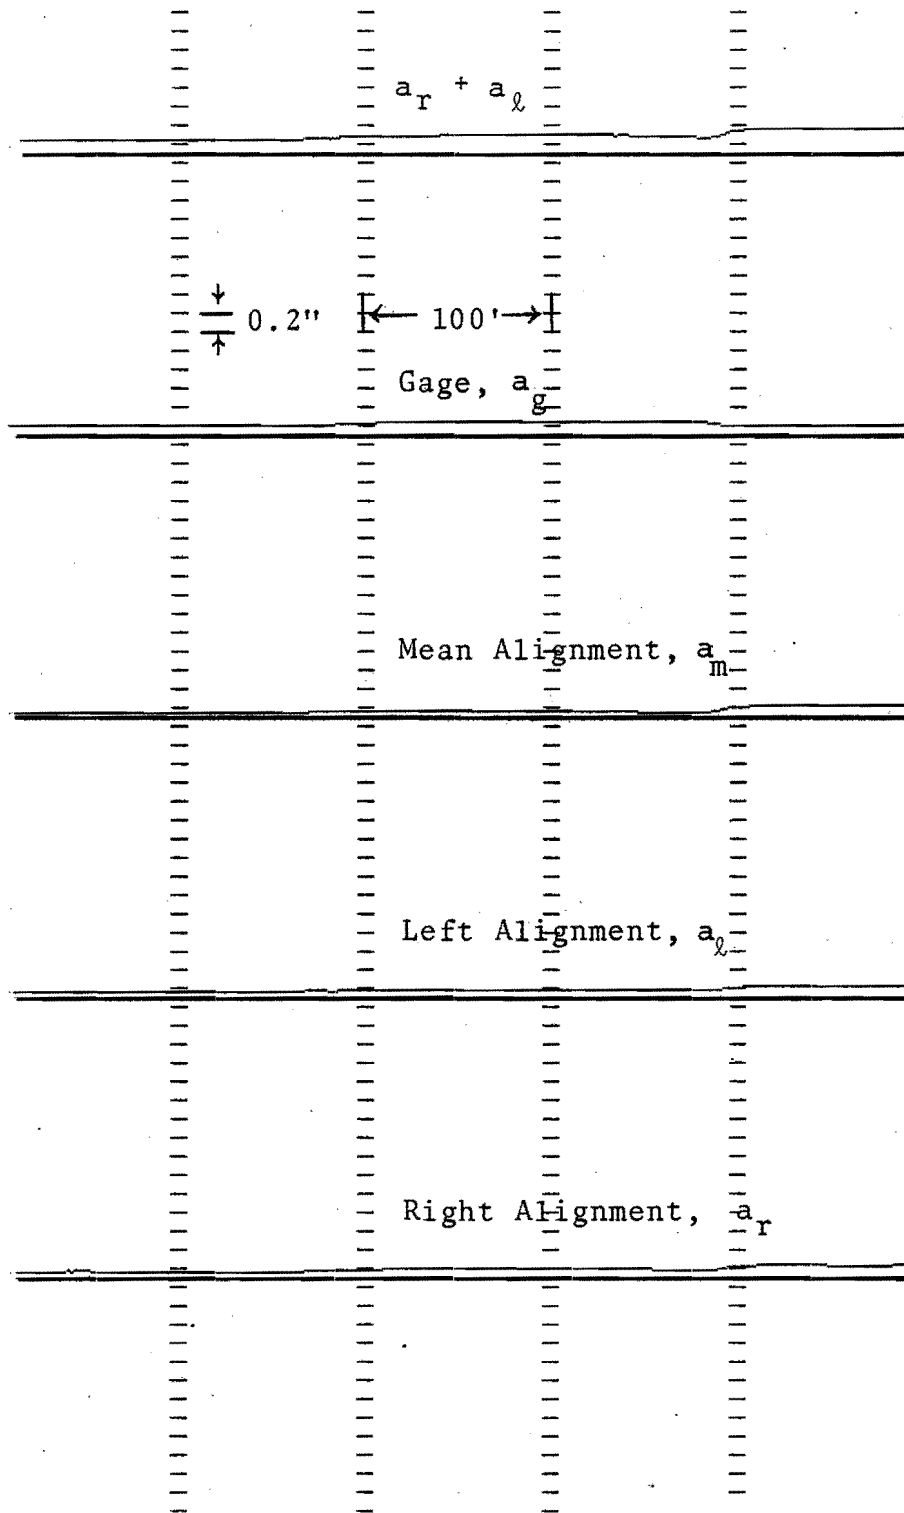 a_r + a_ℓ
0.2" 100'
Gage, a_g
Mean Alignment, a_m
Left Alignment, a_ℓ
Right Alignment, a_r